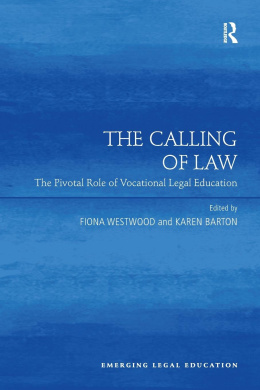 R
Routledge
THE CALLING
OF LAW
The Pivotal Role of Vocational Legal Education
Edited by
FIONA WESTWOOD and KAREN BARTON
EMERGING LEGAL EDUCATION